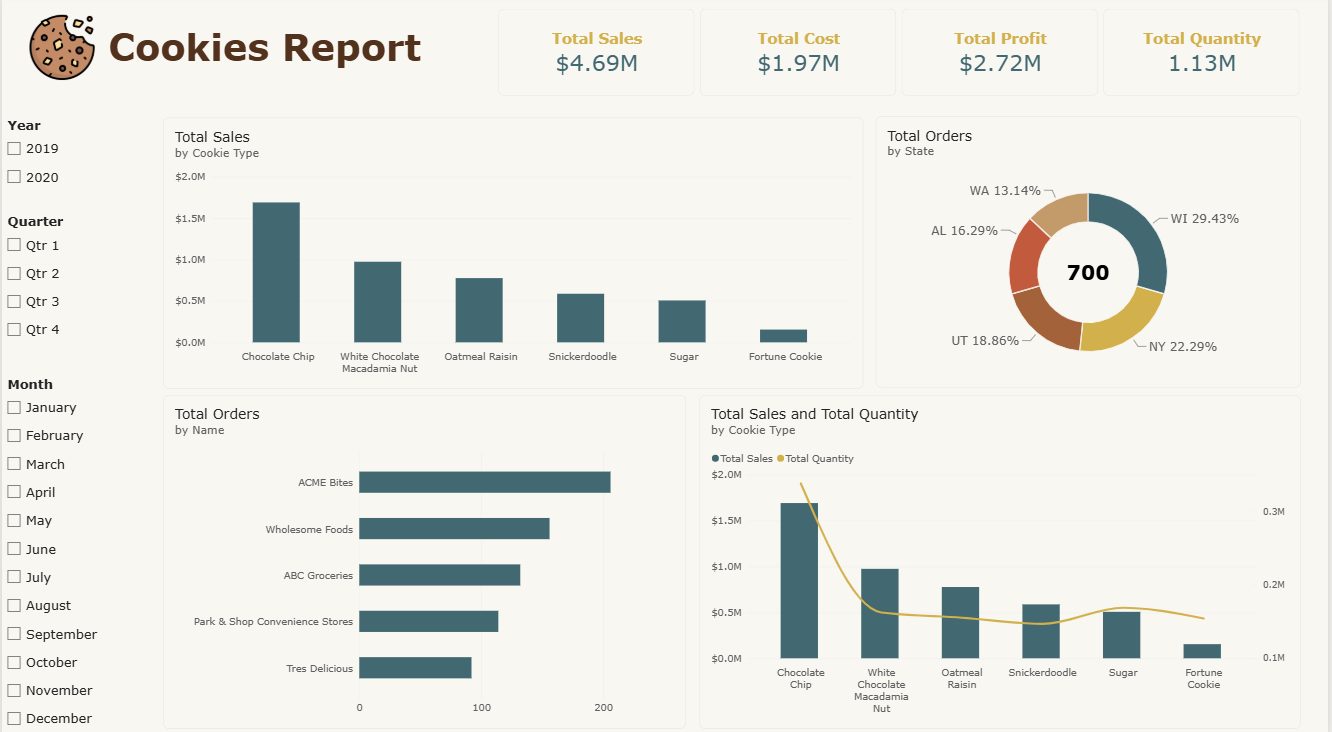 Cookies Report
Total Sales
$4.69M
Total Cost
$1.97M
Total Profit
$2.72M
Total Quantity
1.13M
Year
2019
2020
Quarter
Qtr 1
Qtr 2
Qtr 3
Qtr 4
Month
January
February
March
April
May
June
July
August
September
October
November
December
Total Sales
by Cookie Type
$2.0M
$1.5M
$1.0M
$0.5M
$0.0M
Chocolate Chip
White Chocolate
Macadamia Nut
Oatmeal Raisin
Snickerdoodle
Sugar
Fortune Cookie
Total Orders
by State
WA 13.14%
WI 29.43%
AL 16.29%
700
UT 18.86%
NY 22.29%
Total Orders
by Name
ACME Bites
Wholesome Foods
ABC Groceries
Park & Shop Convenience Stores
Tres Delicious
0 100 200
Total Sales and Total Quantity
by Cookie Type
Total Sales Total Quantity
$2.0M
$1.5M
$1.0M
$0.5M
$0.0M
0.3M
0.2M
0.1M
Chocolate
Chip
White
Chocolate
Macadamia
Nut
Oatmeal
Raisin
Snickerdoodle
Sugar
Fortune
Cookie